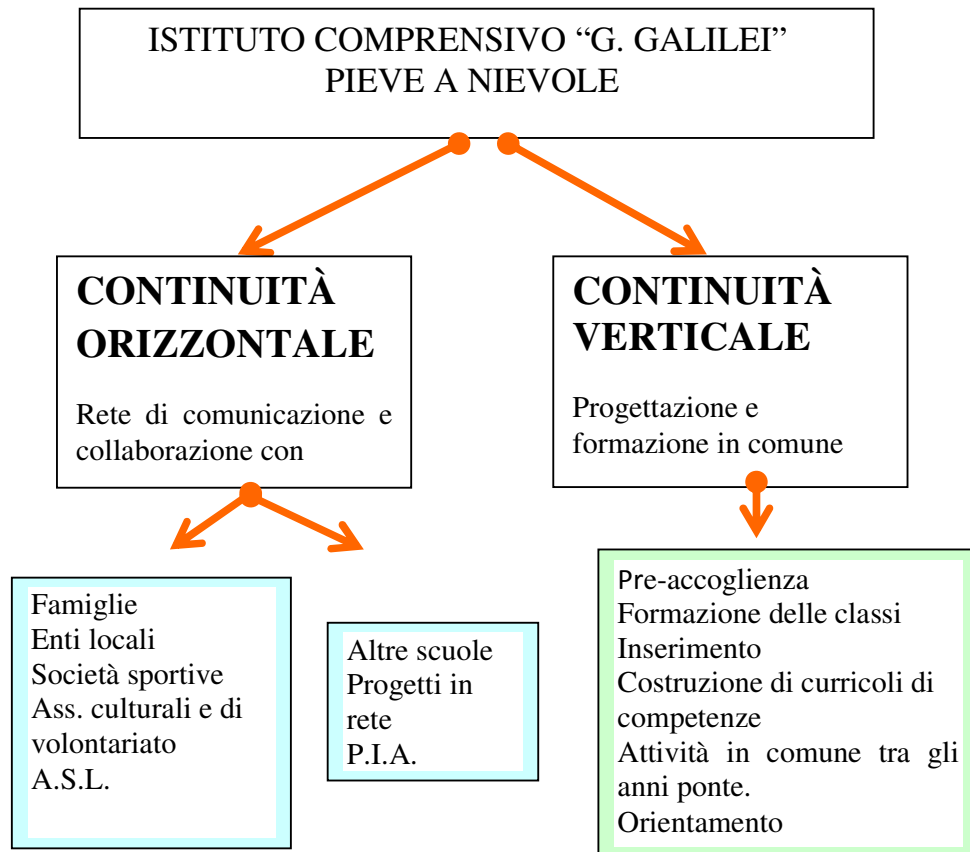 ISTITUTO COMPRENSIVO “G. GALILEI”
PIEVE A NIEVOLE
CONTINUITÀ
ORIZZONTALE
Rete di comunicazione e
collaborazione con
CONTINUITÀ
VERTICALE
Progettazione e
formazione in comune
Famiglie
Enti locali
Società sportive
Ass. culturali e di
volontariato
A.S.L.
Altre scuole
Progetti in
rete
P.I.A.
Pre-accoglienza
Formazione delle classi
Inserimento
Costruzione di curricoli di
competenze
Attività in comune tra gli
anni ponte.
Orientamento